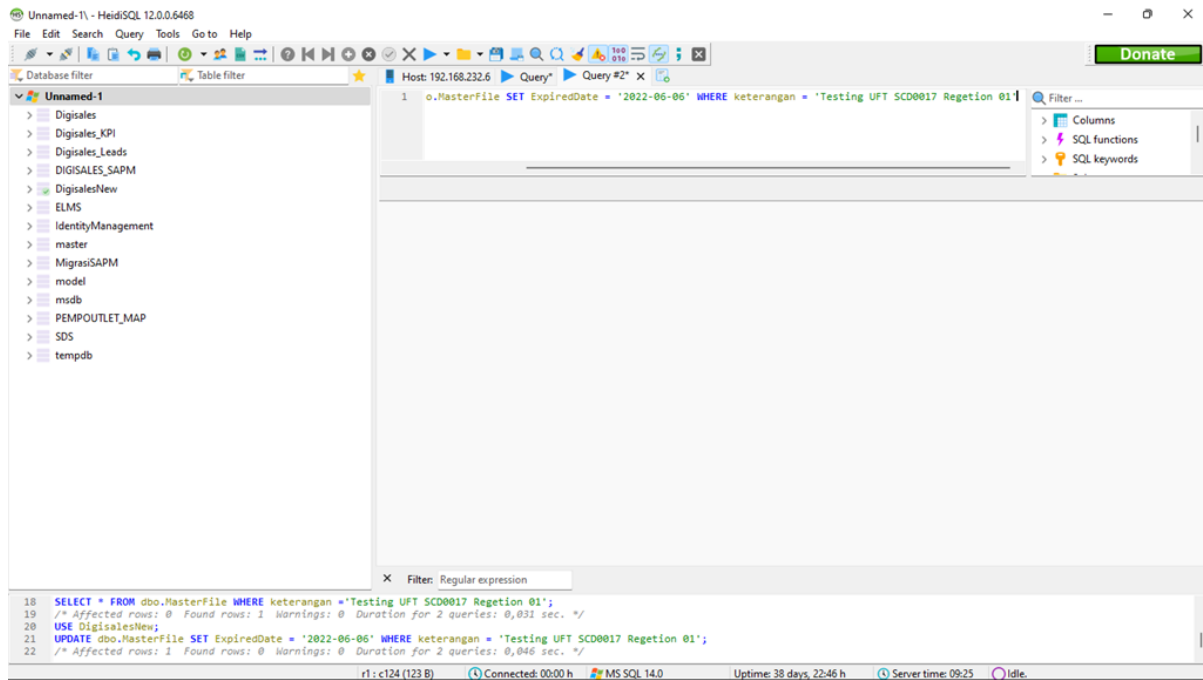 Unnamed-1\ - HeidiSQL 12.0.0.6468
File Edit Search Query Tools Go to Help
Donate
Database filter
Table filter
Host: 192.168.232.6
Query*
Query #2*
Unnamed-1
Digisales
Digisales_KPI
Digisales_Leads
DIGISALES_SAPM
DigisalesNew
ELMS
IdentityManagement
master
MigrasiSAPM
model
msdb
PEMPOUTLET_MAP
SDS
tempdb
1 o.MasterFile SET ExpiredDate = '2022-06-06' WHERE keterangan = 'Testing UFT SCD0017 Regetion 01'
Filter ...
Columns
SQL functions
SQL keywords
Filter: Regular expression
18 SELECT * FROM dbo.MasterFile WHERE keterangan ='Testing UFT SCD0017 Regetion 01';
19 /* Affected rows: 0 Found rows: 1 Warnings: 0 Duration for 2 queries: 0,031 sec. */
20 USE DigisalesNew;
21 UPDATE dbo.MasterFile SET ExpiredDate = '2022-06-06' WHERE keterangan = 'Testing UFT SCD0017 Regetion 01';
22 /* Affected rows: 1 Found rows: 0 Warnings: 0 Duration for 2 queries: 0,046 sec. */
r1 : c124 (123 B)
Connected: 00:00 h
MS SQL 14.0
Uptime: 38 days, 22:46 h
Server time: 09:25
Idle.